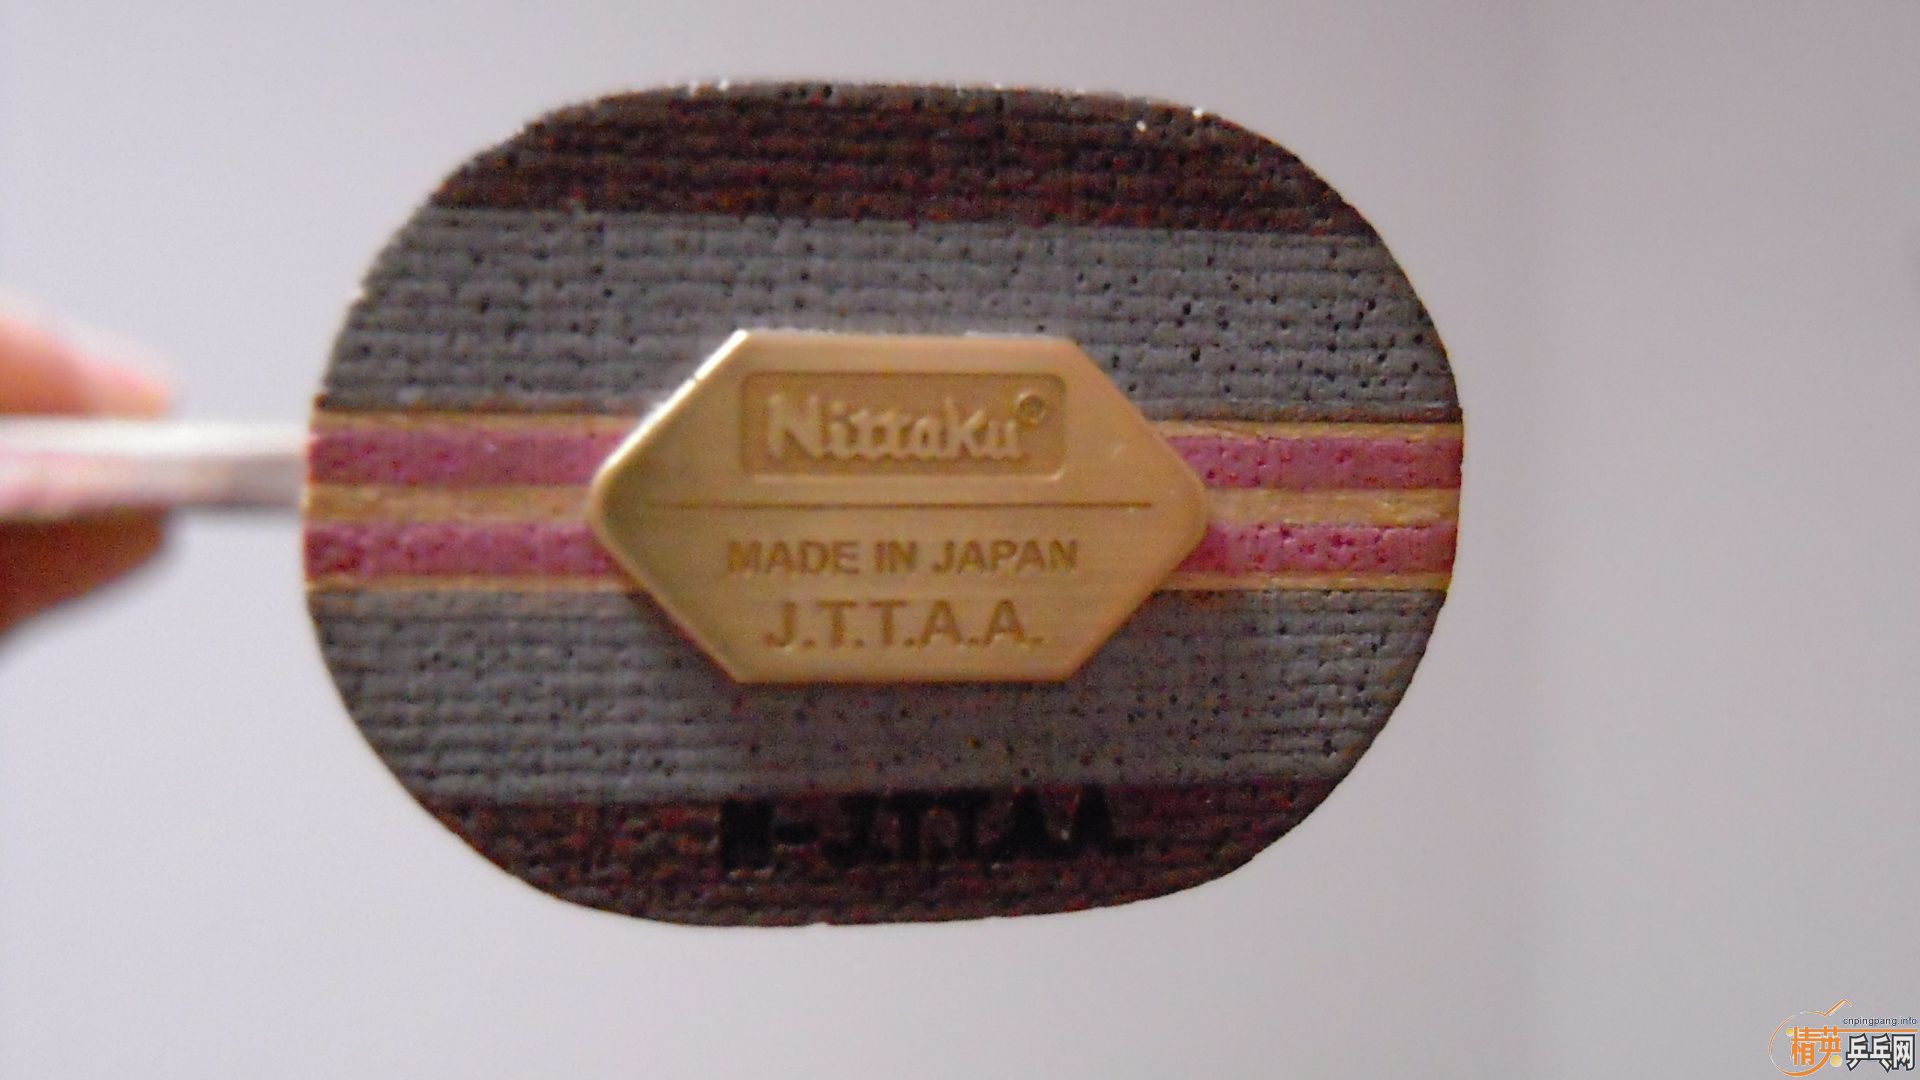 Nittaku®
MADE IN JAPAN
J.T.T.A.A.
J.T.T.A.A.
cnpingpang.info
精英乒乓网